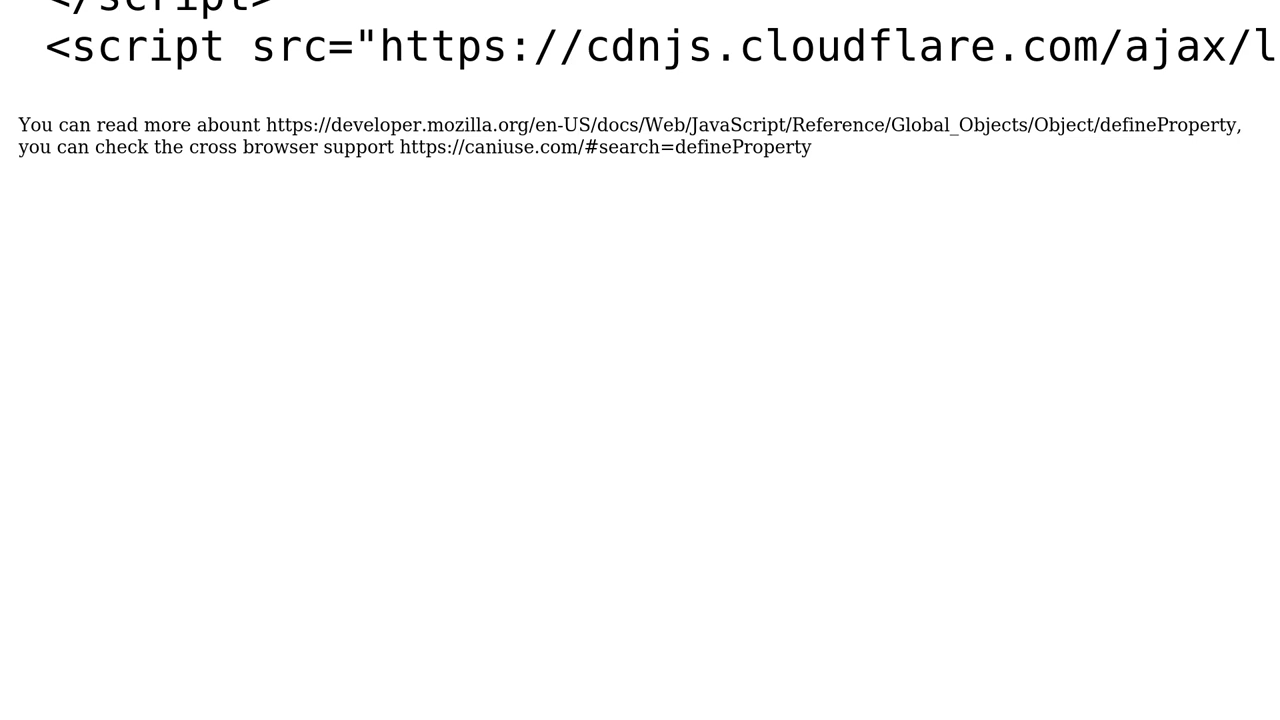 </script>
<script src="https://cdnjs.cloudflare.com/ajax/l
You can read more abount https://developer.mozilla.org/en-US/docs/Web/JavaScript/Reference/Global_Objects/Object/defineProperty,
you can check the cross browser support https://caniuse.com/#search=defineProperty